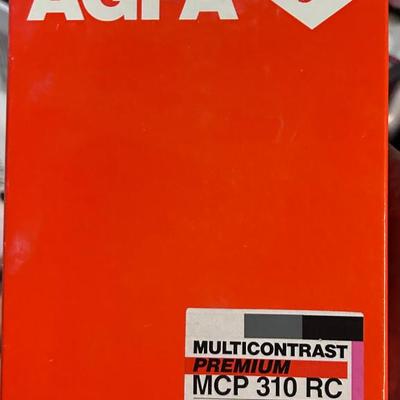 AGFA
MULTICONTRAST
PREMIUM
MCP 310 RC